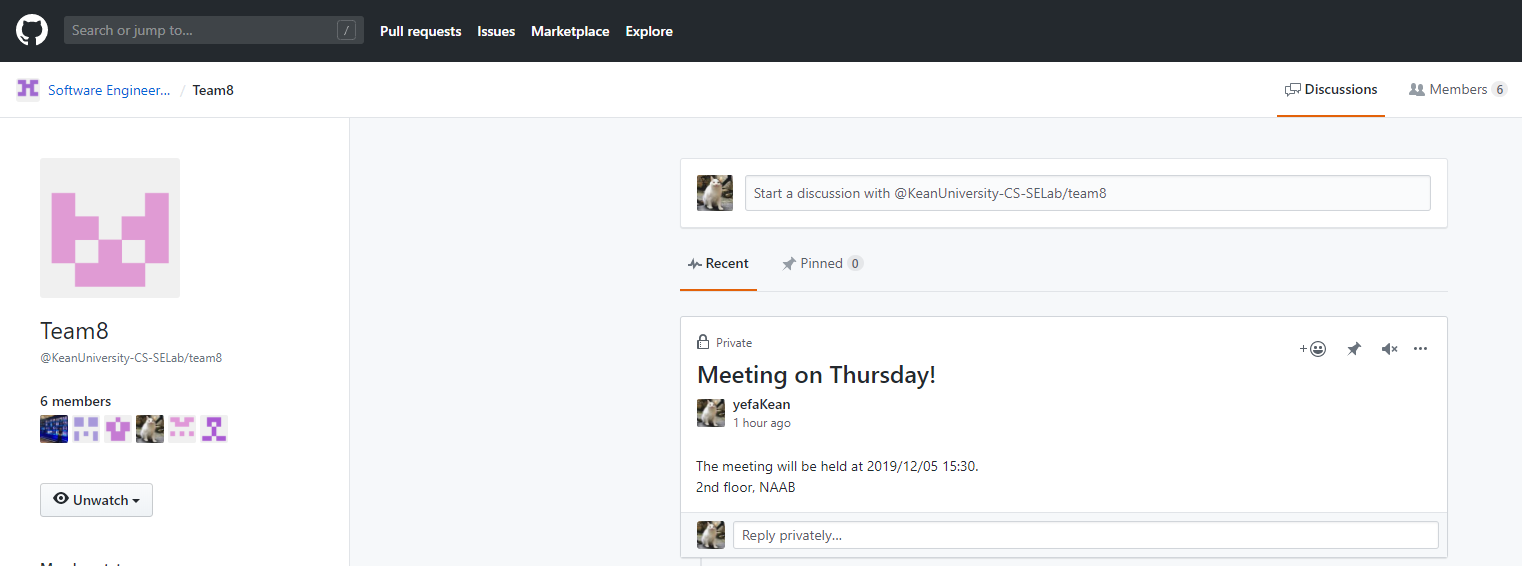 Search or jump to... /
Pull requests Issues Marketplace Explore
Software Engineer... / Team8
Discussions Members 6
Team8
@KeanUniversity-CS-SELab/team8
6 members
Unwatch
Start a discussion with @KeanUniversity-CS-SELab/team8
Recent Pinned 0
Private
Meeting on Thursday!
yefaKean
1 hour ago
The meeting will be held at 2019/12/05 15:30.
2nd floor, NAAB
Reply privately...